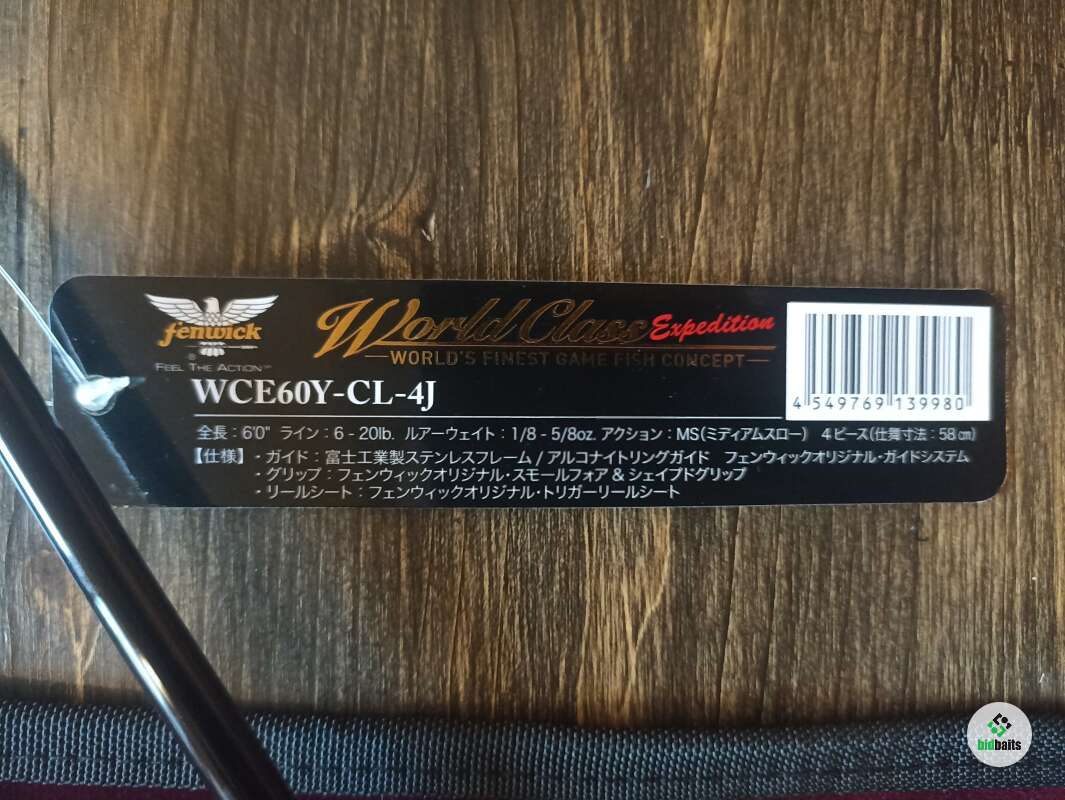 fenwick
FEEL THE ACTION
World Class Expedition
WORLD'S FINEST GAME FISH CONCEPT
WCE60Y-CL-4J
4 549769 139980
全長:6'0" ライン:6 - 20lb. ルアーウェイト:1/8 - 5/8oz. アクション:MS(ミディアムスロー) 4ピース(仕舞寸法:58㎝)
【仕様】・ガイド:富士工業製ステンレスフレーム/アルコナイトリングガイド フェンウィックオリジナル・ガイドシステム
・グリップ:フェンウィックオリジナル・スモールフォア&シェイプドグリップ
・リールシート:フェンウィックオリジナル・トリガーリールシート
bidbaits